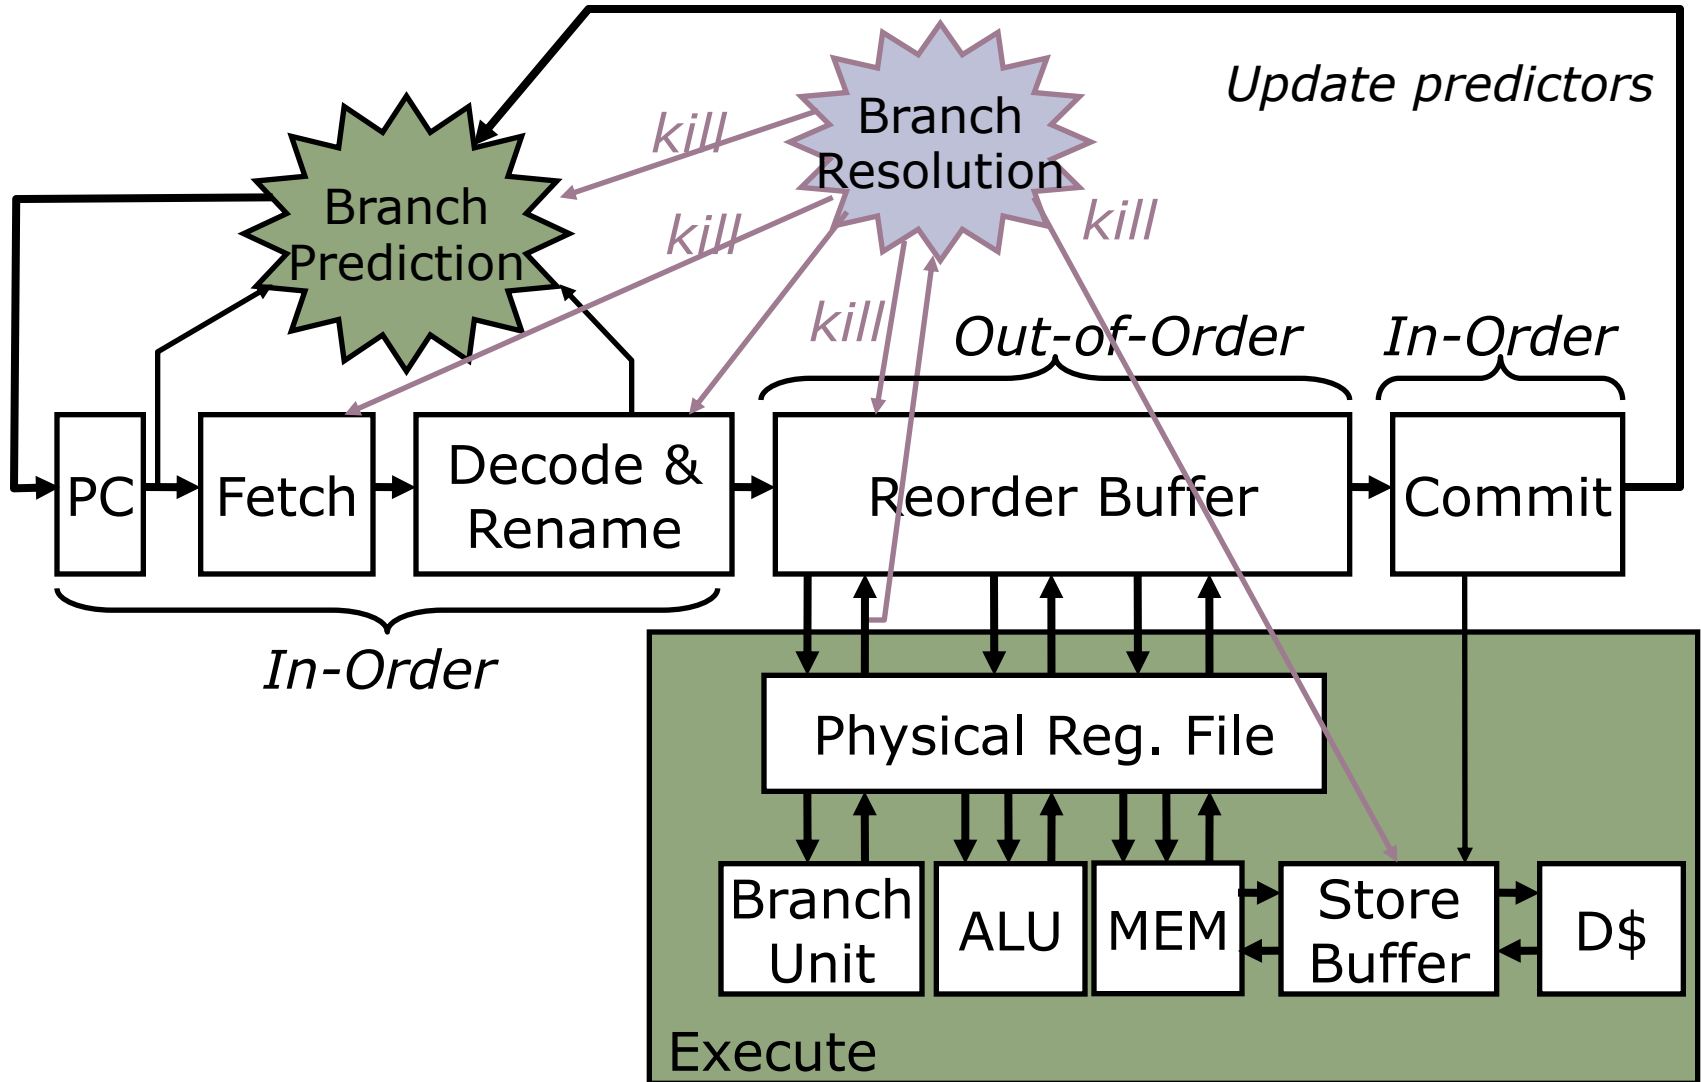 Update predictors
Branch
Resolution
kill
Branch
Prediction
kill
kill
kill
Out-of-Order
In-Order
PC
Fetch
Decode &
Rename
Reorder Buffer
Commit
In-Order
Physical Reg. File
Branch
Unit
ALU
MEM
Store
Buffer
D$
Execute